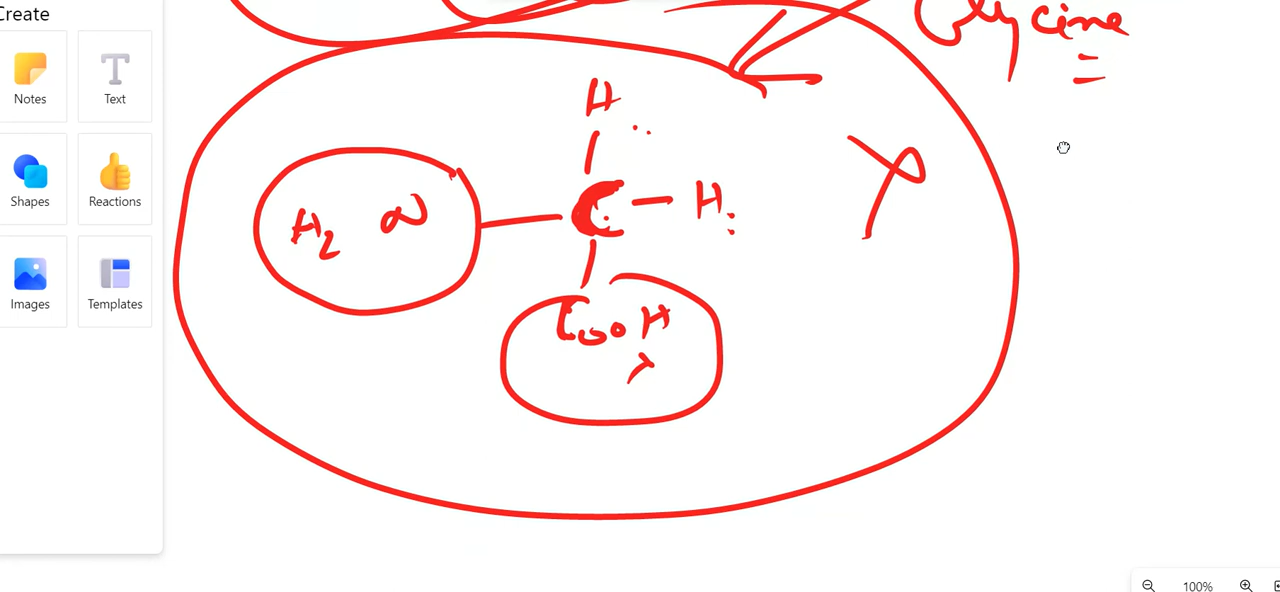 Create
Glycine
Notes
Text
H
Shapes
Reactions
H2 N
C
H
COOH
Images
Templates
100%